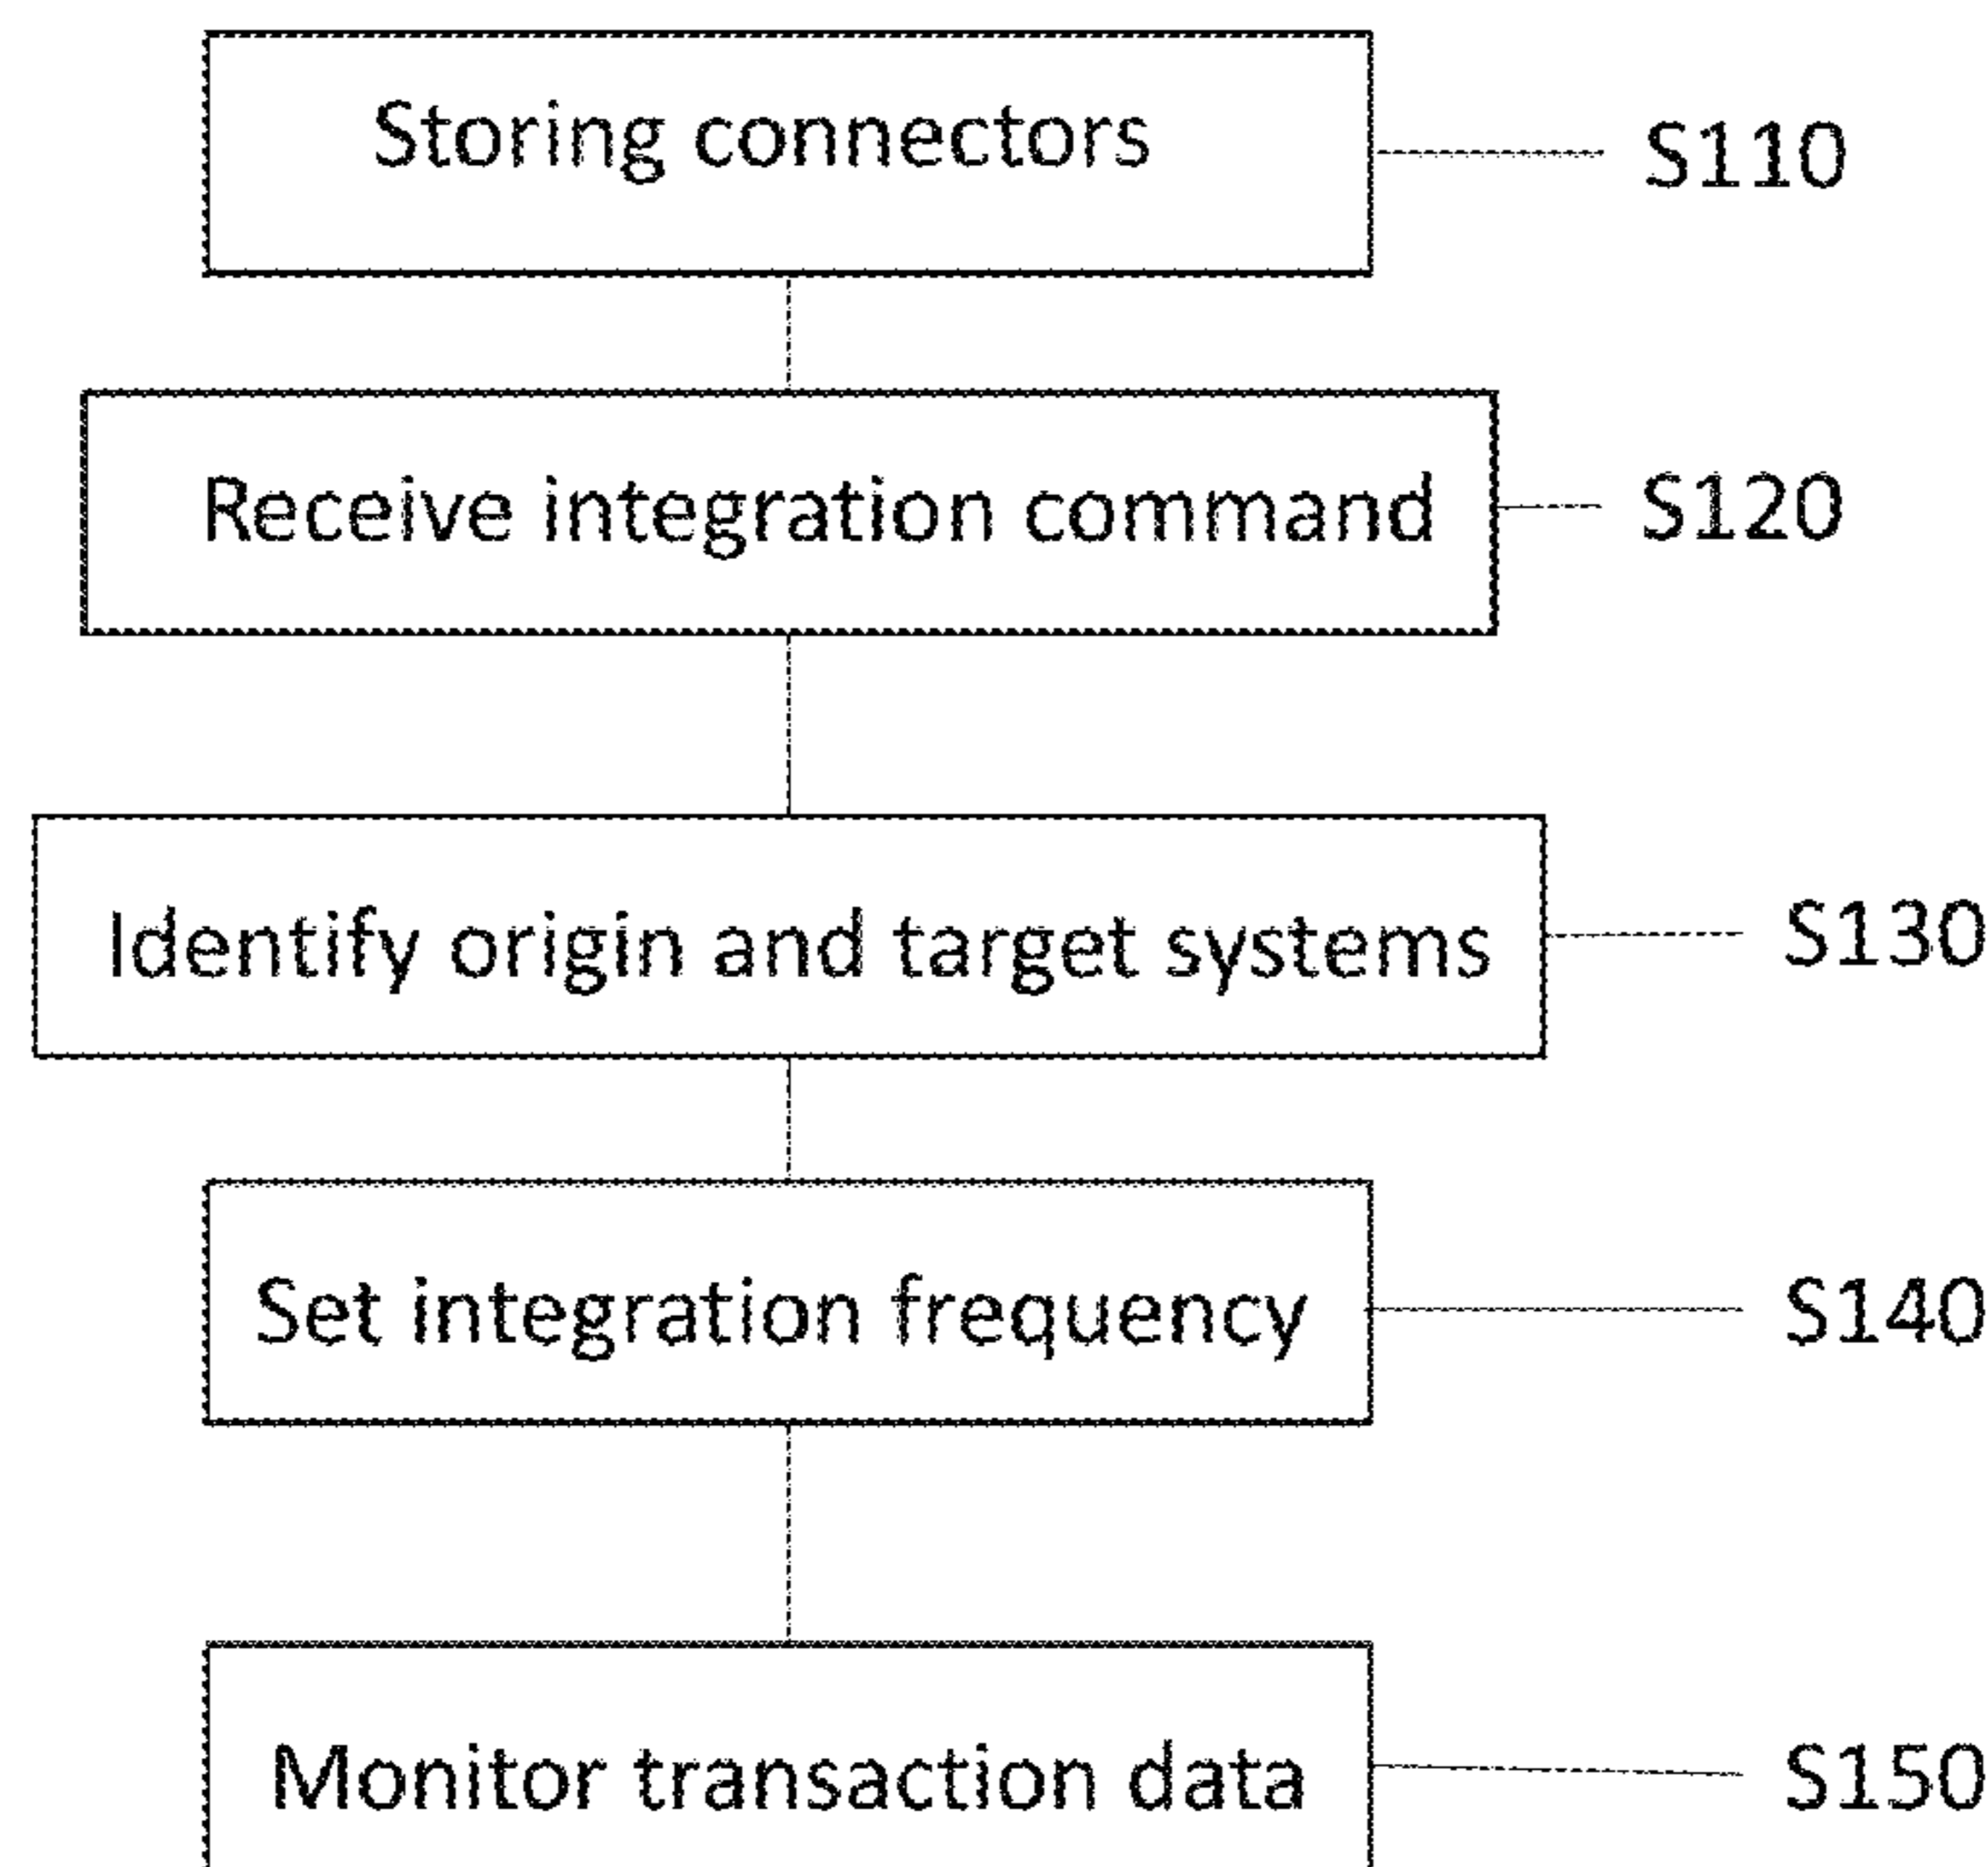 Storing connectors
S110
Receive integration command
S120
Identify origin and target systems
S130
Set integration frequency
S140
Monitor transaction data
S150